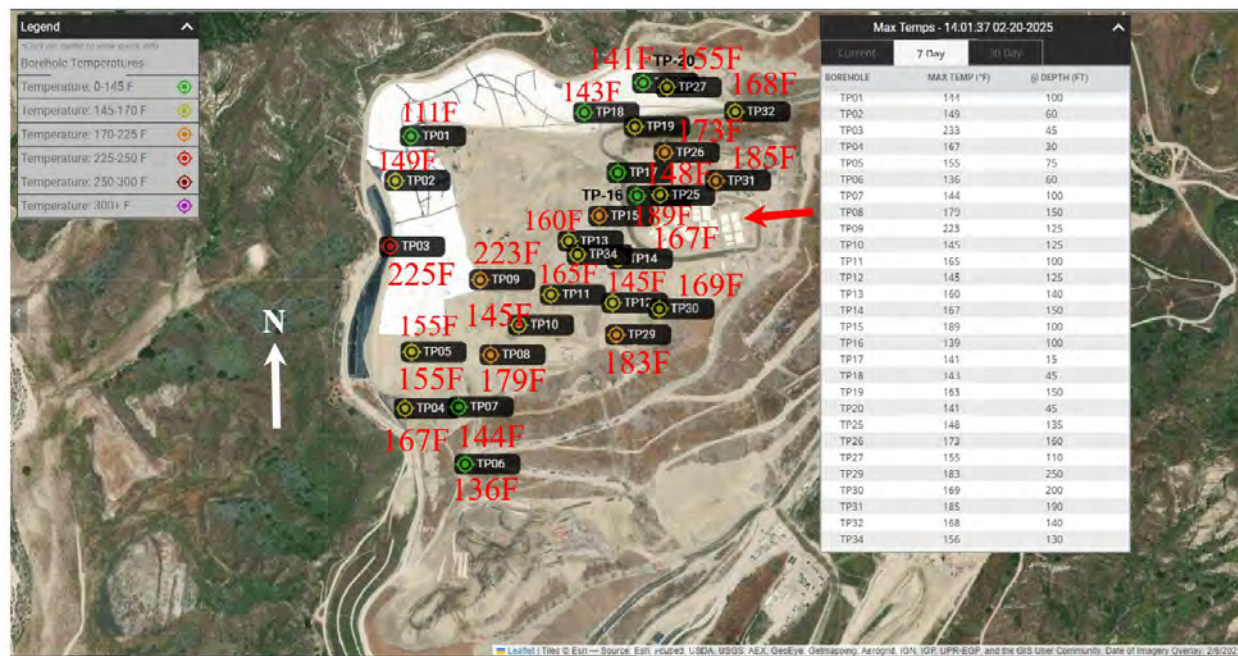 Legend
Borehole Temperatures
Temperature: 0-145 F
Temperature: 145-170 F
Temperature: 170-225 F
Temperature: 225-250 F
Temperature: 250-300 F
Temperature: 300+ F
141F TP-20 155F
TP27
168F
143F
TP18
TP32
TP19
111F
TP01
173F
TP26
149F
TP02
TP17
148F
185F
TP31
TP-16
TP25
TP15
189F
160F
TP13
167F
TP03
225F
TP34
TP14
223F
TP09
165F
TP11
145F
TP12
169F
TP30
145F
TP10
TP29
183F
155F
TP05
TP08
179F
155F
TP04
TP07
167F
144F
TP06
136F
N
Max Temps - 14:01:37 02-20-2025
Current 7 Day 30 Day
BOREHOLE MAX TEMP (°F) @ DEPTH (FT)
TP01 144 100
TP02 149 60
TP03 233 45
TP04 167 30
TP05 155 75
TP06 136 60
TP07 144 100
TP08 179 150
TP09 223 125
TP10 145 125
TP11 165 100
TP12 145 125
TP13 160 140
TP14 167 150
TP15 189 100
TP16 139 100
TP17 141 15
TP18 143 45
TP19 163 150
TP20 141 45
TP25 148 135
TP26 173 160
TP27 155 110
TP29 183 250
TP30 169 200
TP31 185 190
TP32 168 140
TP34 156 130
Leaflet | Tiles © Esri — Source: Esri, i-cubed, USDA, USGS, AEX, GeoEye, Getmapping, Aerogrid, IGN, IGP, UPR-EGP, and the GIS User Community, Date of Imagery Overlay: 2/6/202